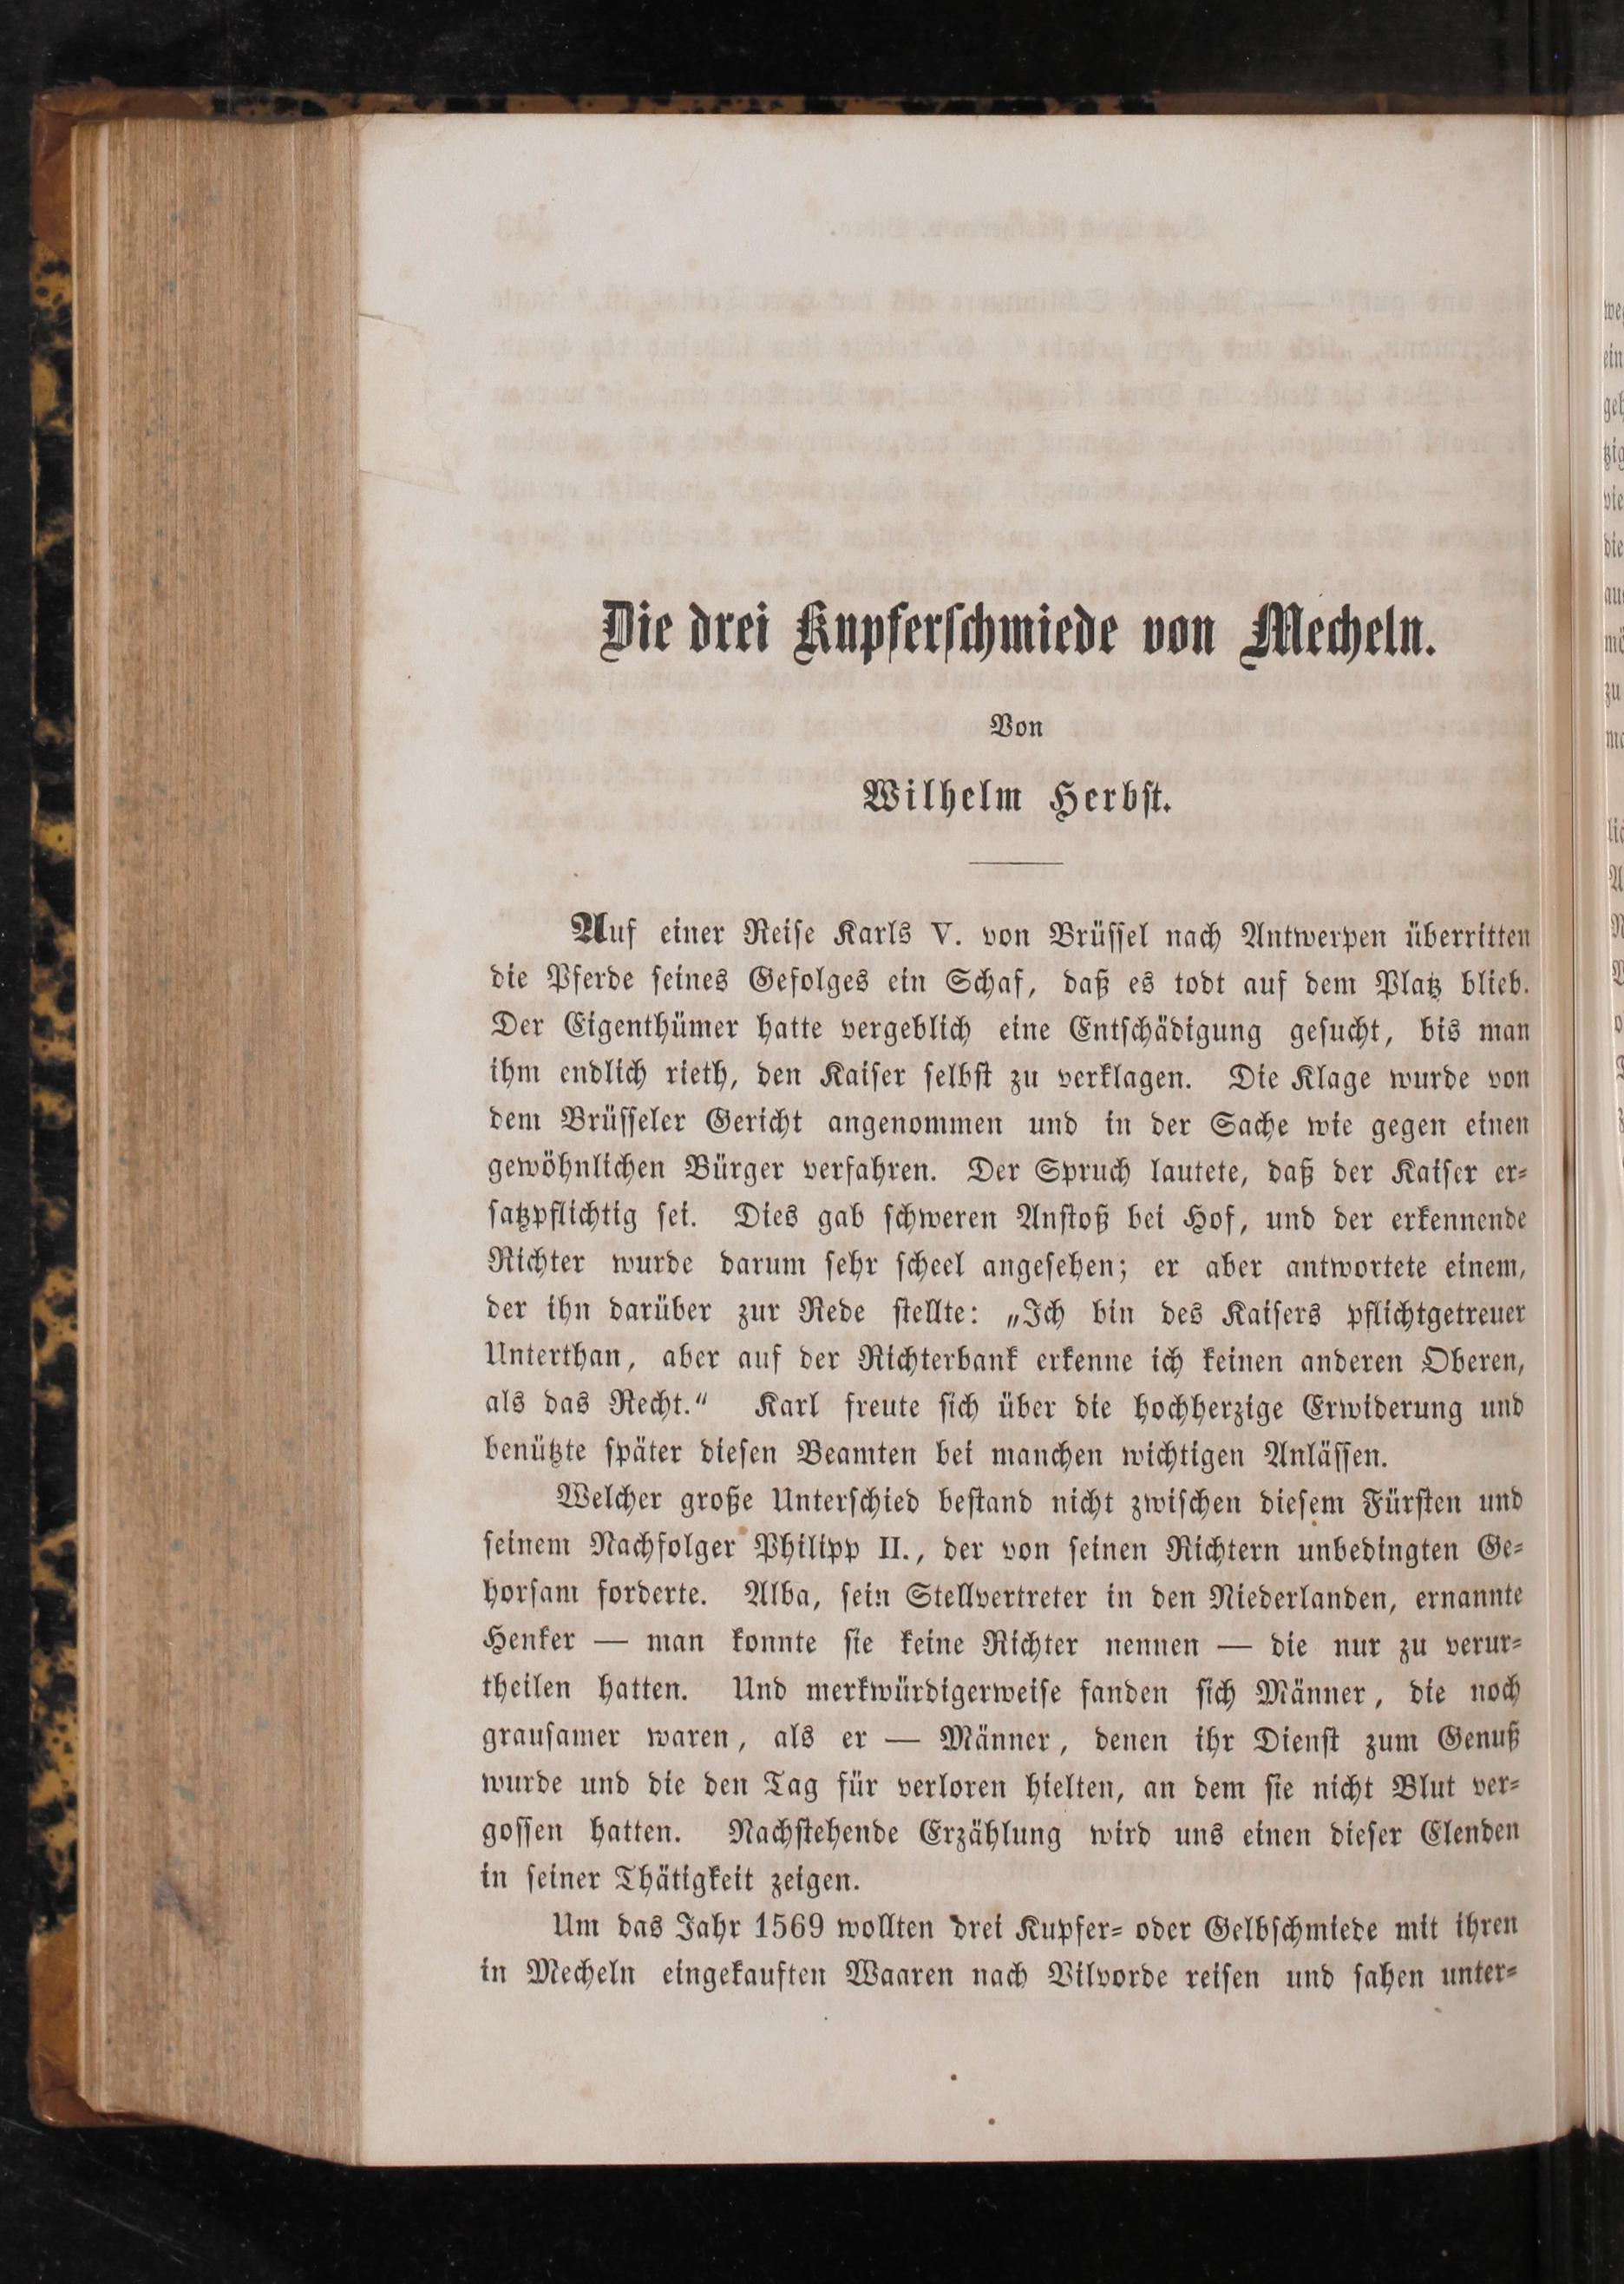 Die drei Kupferschmiede von Mecheln.
Von
Wilhelm Herbst.
Auf einer Reise Karls V. von Brüssel nach Antwerpen überritten
die Pferde seines Gefolges ein Schaf, daß es todt auf dem Platz blieb.
Der Eigenthümer hatte vergeblich eine Entschädigung gesucht, bis man
ihm endlich rieth, den Kaiser selbst zu verklagen. Die Klage wurde von
dem Brüsseler Gericht angenommen und in der Sache wie gegen einen
gewöhnlichen Bürger verfahren. Der Spruch lautete, daß der Kaiser er-
satzpflichtig sei. Dies gab schweren Anstoß bei Hof, und der erkennende
Richter wurde darum sehr scheel angesehen; er aber antwortete einem,
der ihn darüber zur Rede stellte: „Ich bin des Kaisers pflichtgetreuer
Unterthan, aber auf der Richterbank erkenne ich keinen anderen Oberen,
als das Recht.“ Karl freute sich über die hochherzige Erwiderung und
benützte später diesen Beamten bei manchen wichtigen Anlässen.
Welcher große Unterschied bestand nicht zwischen diesem Fürsten und
seinem Nachfolger Philipp II., der von seinen Richtern unbedingten Ge-
horsam forderte. Alba, sein Stellvertreter in den Niederlanden, ernannte
Henker — man konnte sie keine Richter nennen — die nur zu verur-
theilen hatten. Und merkwürdigerweise fanden sich Männer, die noch
grausamer waren, als er — Männer, denen ihr Dienst zum Genuß
wurde und die den Tag für verloren hielten, an dem sie nicht Blut ver-
gossen hatten. Nachstehende Erzählung wird uns einen dieser Elenden
in seiner Thätigkeit zeigen.
Um das Jahr 1569 wollten drei Kupfer- oder Gelbschmiede mit ihren
in Mecheln eingekauften Waaren nach Vilvorde reisen und sahen unter-